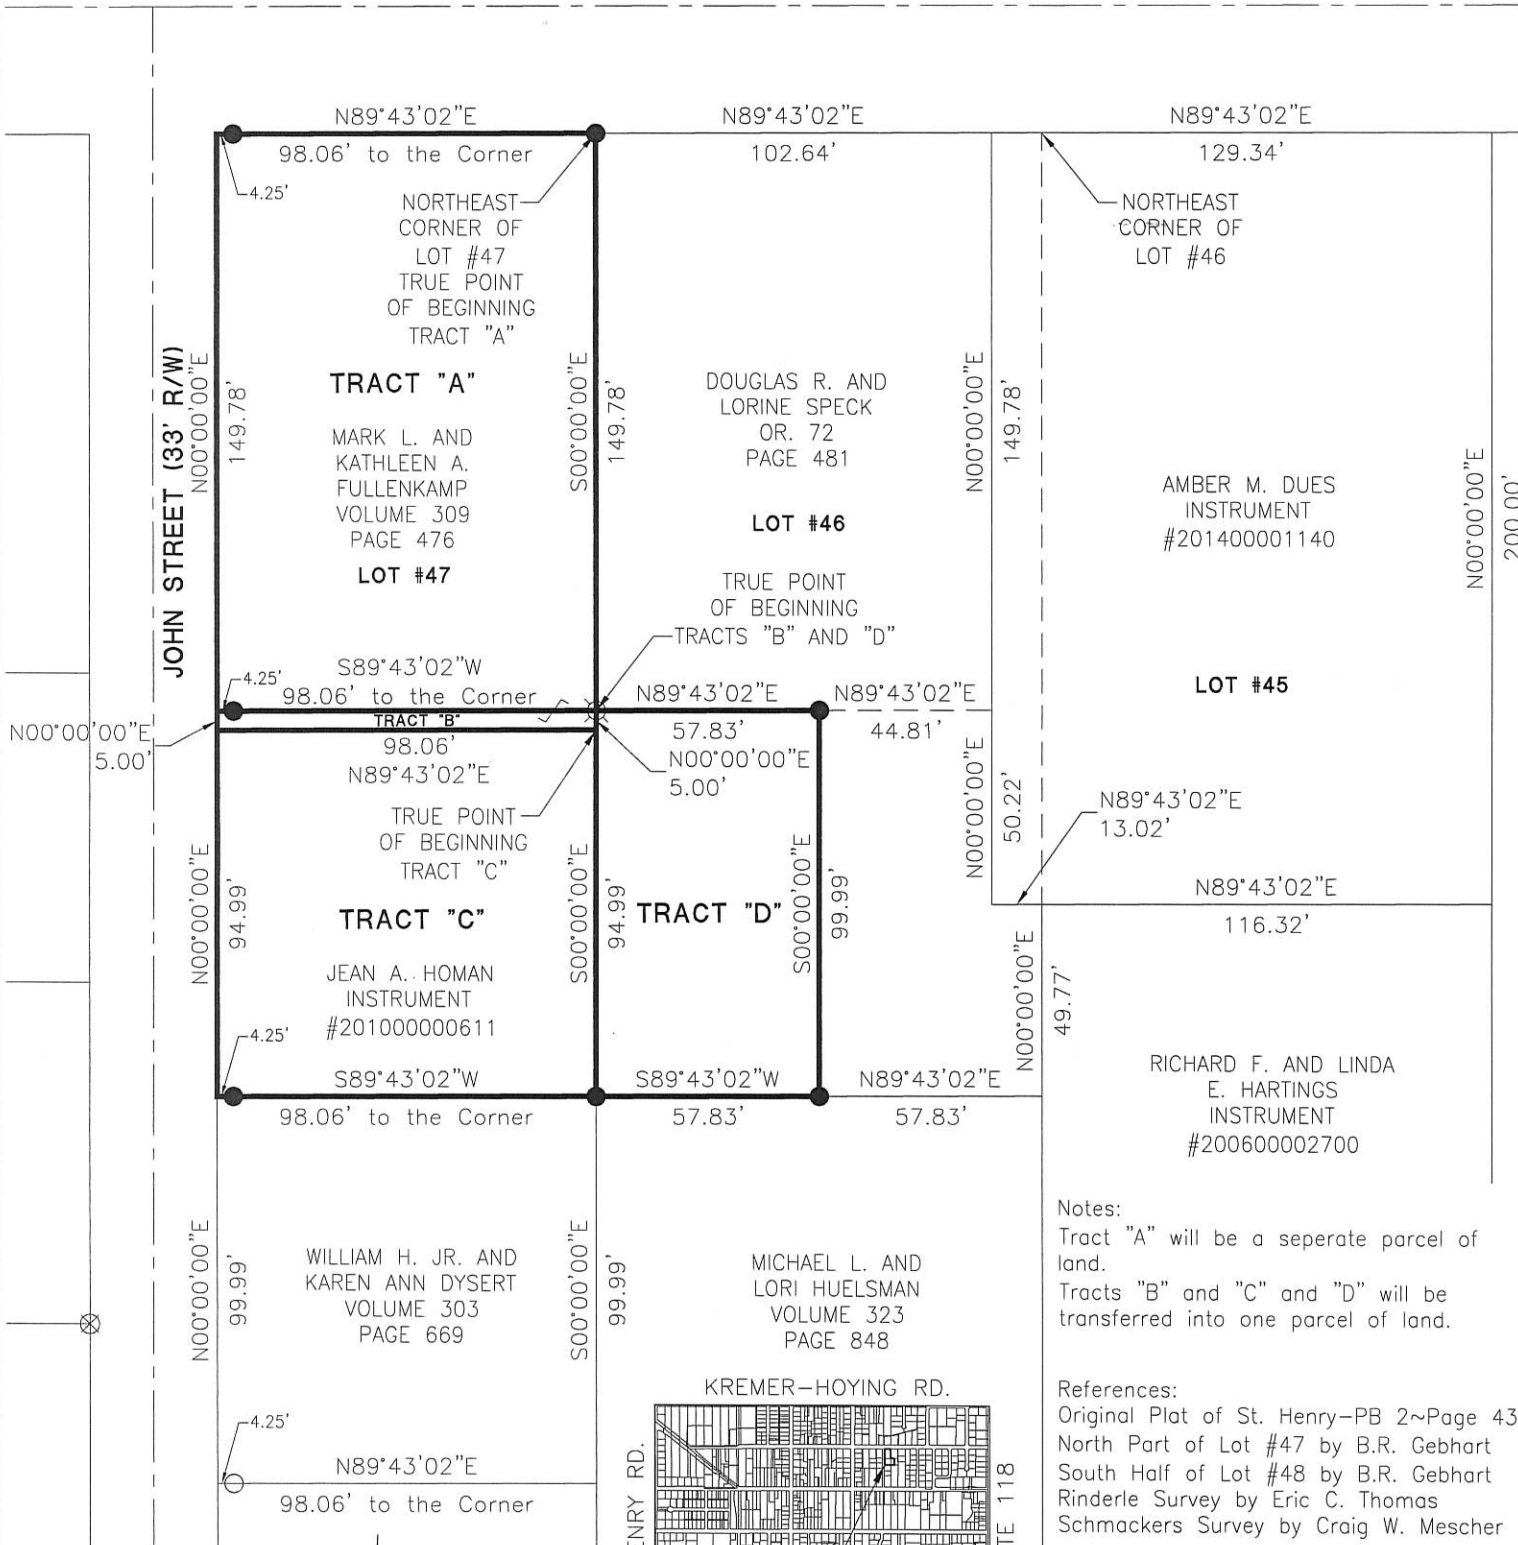 N89°43'02"E
98.06' to the Corner
4.25'
N89°43'02"E
102.64'
N89°43'02"E
129.34'
NORTHEAST
CORNER OF
LOT #47
TRUE POINT
OF BEGINNING
TRACT "A"
NORTHEAST
CORNER OF
LOT #46
JOHN STREET (33' R/W)
N00°00'00"E
149.78'
TRACT "A"
MARK L. AND
KATHLEEN A.
FULLENKAMP
VOLUME 309
PAGE 476
LOT #47
S00°00'00"E
149.78'
DOUGLAS R. AND
LORINE SPECK
OR. 72
PAGE 481
LOT #46
TRUE POINT
OF BEGINNING
TRACTS "B" AND "D"
N00°00'00"E
149.78'
AMBER M. DUES
INSTRUMENT
#201400001140
LOT #45
N00°00'00"E
200.00'
S89°43'02"W
4.25'
98.06' to the Corner
TRACT "B"
98.06'
N89°43'02"E
N00°00'00"E
5.00'
N89°43'02"E
57.83'
N00°00'00"E
5.00'
N89°43'02"E
44.81'
N00°00'00"E
50.22'
N89°43'02"E
13.02'
N89°43'02"E
116.32'
TRUE POINT
OF BEGINNING
TRACT "C"
N00°00'00"E
94.99'
TRACT "C"
JEAN A. HOMAN
INSTRUMENT
#201000000611
4.25'
S00°00'00"E
94.99'
TRACT "D"
S00°00'00"E
99.99'
N00°00'00"E
49.77'
S89°43'02"W
98.06' to the Corner
S89°43'02"W
57.83'
N89°43'02"E
57.83'
RICHARD F. AND LINDA
E. HARTINGS
INSTRUMENT
#200600002700
N00°00'00"E
99.99'
WILLIAM H. JR. AND
KAREN ANN DYSERT
VOLUME 303
PAGE 669
S00°00'00"E
99.99'
MICHAEL L. AND
LORI HUELSMAN
VOLUME 323
PAGE 848
4.25'
N89°43'02"E
98.06' to the Corner
KREMER-HOYING RD.
ENRY RD.
TE 118
Notes:
Tract "A" will be a seperate parcel of
land.
Tracts "B" and "C" and "D" will be
transferred into one parcel of land.
References:
Original Plat of St. Henry-PB 2~Page 43
North Part of Lot #47 by B.R. Gebhart
South Half of Lot #48 by B.R. Gebhart
Rinderle Survey by Eric C. Thomas
Schmackers Survey by Craig W. Mescher